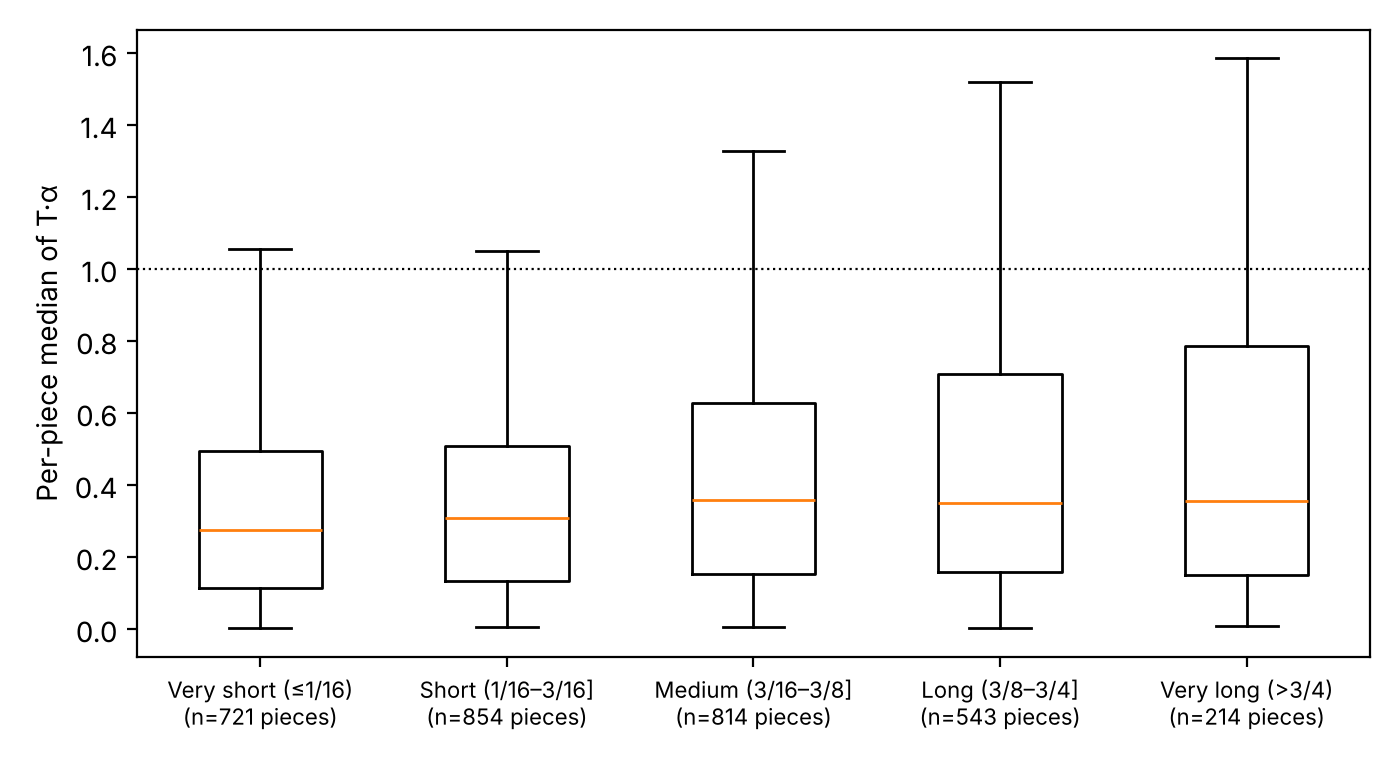 Per-piece median of T·α
1.6
1.4
1.2
1.0
0.8
0.6
0.4
0.2
0.0
Very short (≤1/16)
(n=721 pieces)
Short (1/16–3/16]
(n=854 pieces)
Medium (3/16–3/8]
(n=814 pieces)
Long (3/8–3/4]
(n=543 pieces)
Very long (>3/4)
(n=214 pieces)